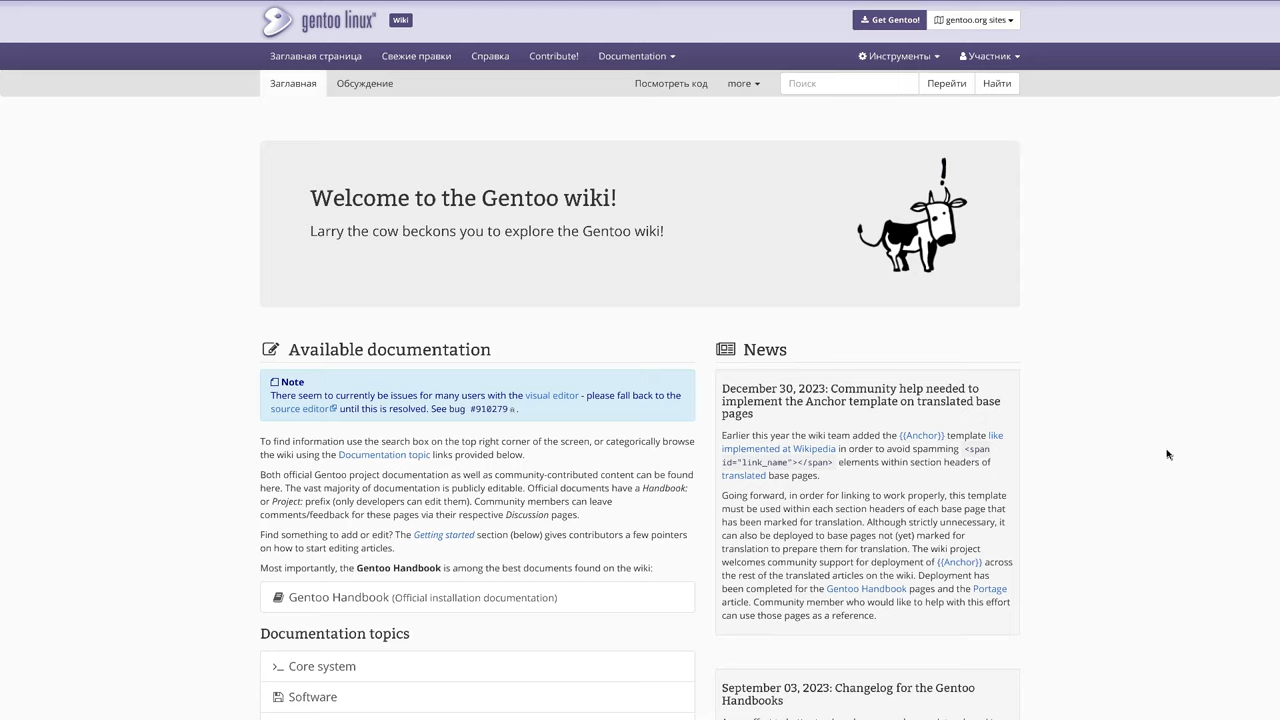 gentoo linux™ Wiki Get Gentoo! gentoo.org sites
Заглавная страница Свежие правки Справка Contribute! Documentation Инструменты Участник
Заглавная Обсуждение Посмотреть код more Поиск Перейти Найти
!
Welcome to the Gentoo wiki!
Larry the cow beckons you to explore the Gentoo wiki!
Available documentation
Note
There seem to currently be issues for many users with the visual editor - please fall back to the
source editor until this is resolved. See bug #910279.
To find information use the search box on the top right corner of the screen, or categorically browse
the wiki using the Documentation topic links provided below.
Both official Gentoo project documentation as well as community-contributed content can be found
here. The vast majority of documentation is publicly editable. Official documents have a Handbook:
or Project: prefix (only developers can edit them). Community members can leave
comments/feedback for these pages via their respective Discussion pages.
Find something to add or edit? The Getting started section (below) gives contributors a few pointers
on how to start editing articles.
Most importantly, the Gentoo Handbook is among the best documents found on the wiki:
Gentoo Handbook (Official installation documentation)
Documentation topics
Core system
Software
News
December 30, 2023: Community help needed to
implement the Anchor template on translated base
pages
Earlier this year the wiki team added the {{Anchor}} template like
implemented at Wikipedia in order to avoid spamming <span
id="link_name"></span> elements within section headers of
translated base pages.
Going forward, in order for linking to work properly, this template
must be used within each section headers of each base page that
has been marked for translation. Although strictly unnecessary, it
can also be deployed to base pages not (yet) marked for
translation to prepare them for translation. The wiki project
welcomes community support for deployment of {{Anchor}} across
the rest of the translated articles on the wiki. Deployment has
been completed for the Gentoo Handbook pages and the Portage
article. Community member who would like to help with this effort
can use those pages as a reference.
September 03, 2023: Changelog for the Gentoo
Handbooks